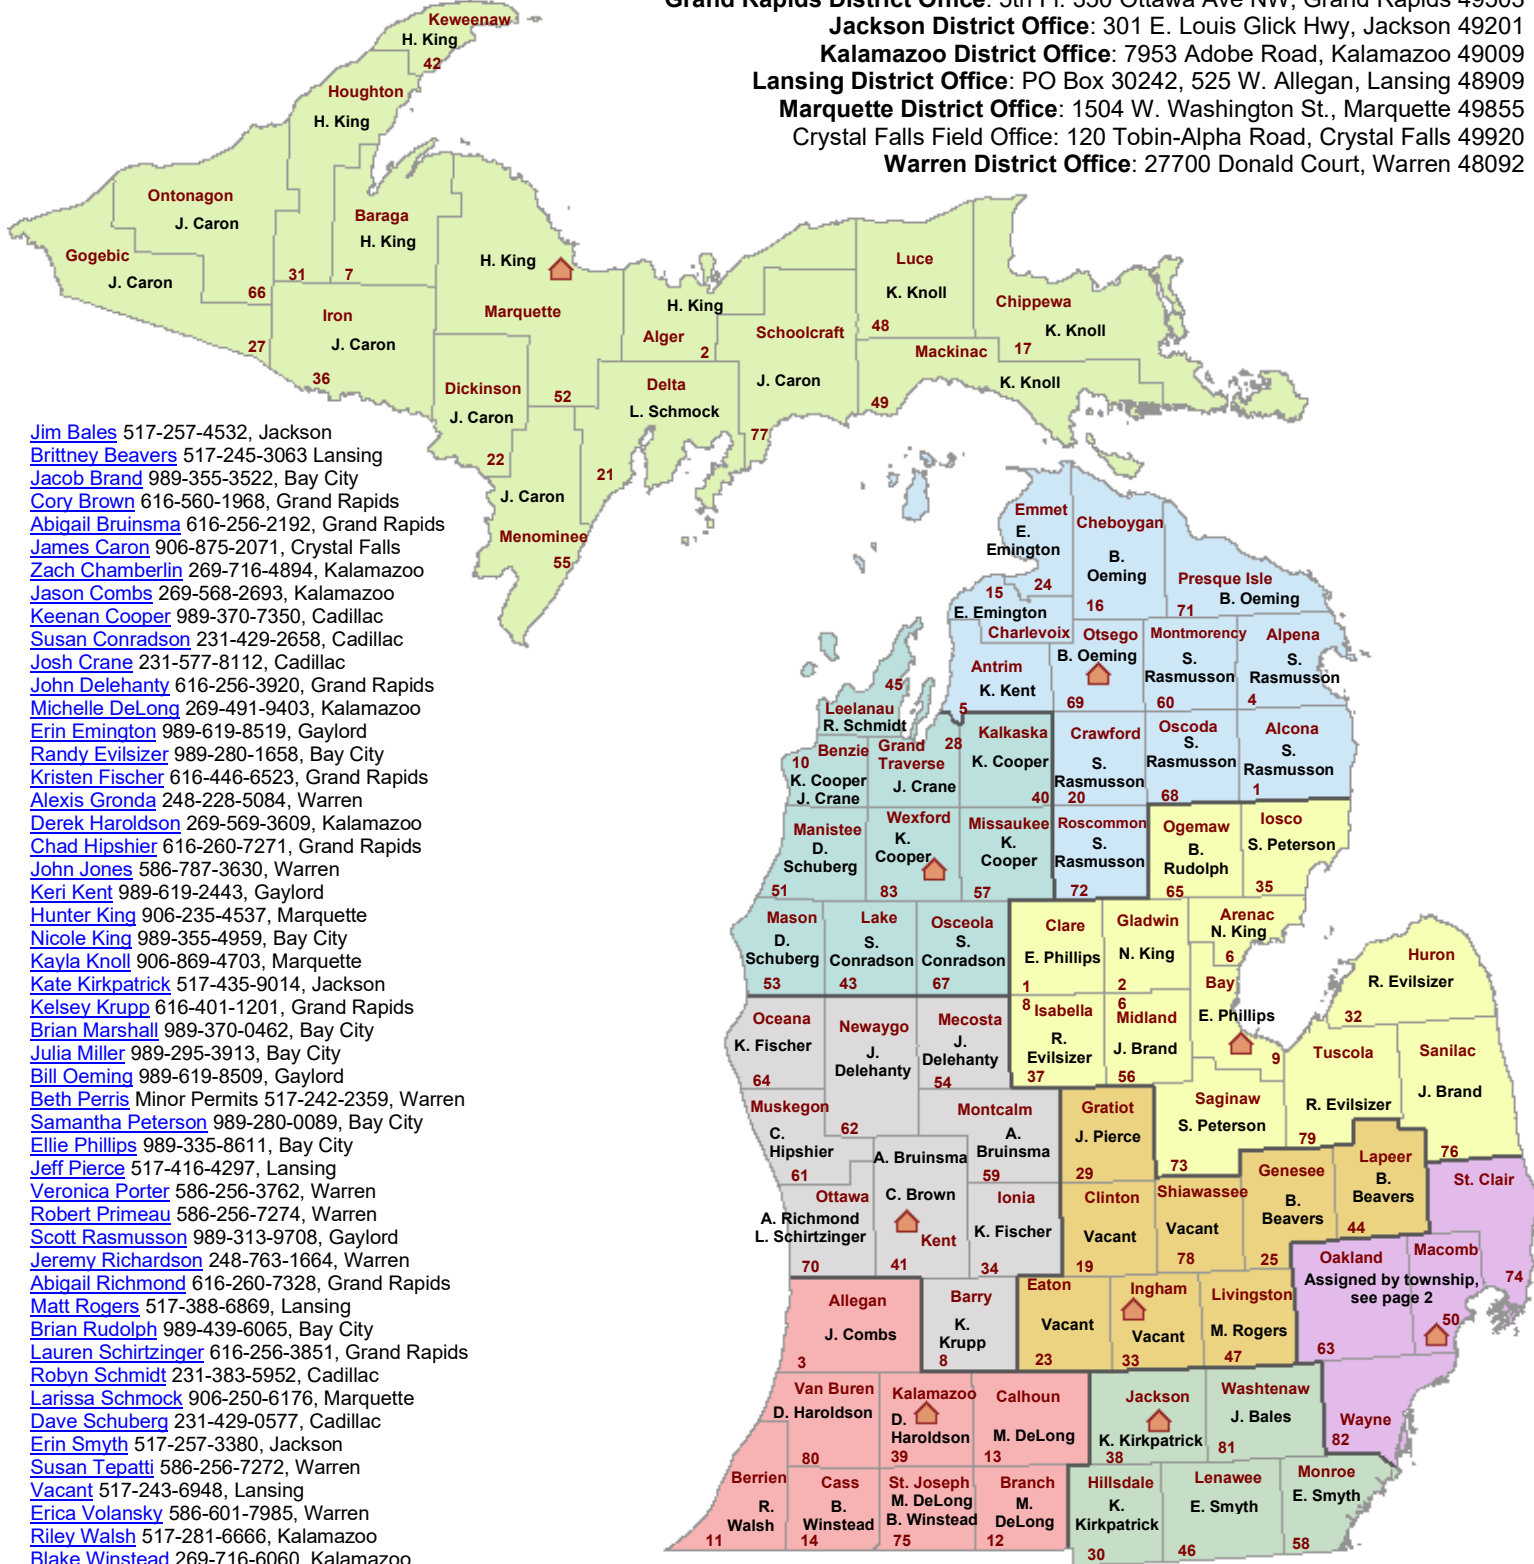 Grand Rapids District Office: 5th Fl. 350 Ottawa Ave NW, Grand Rapids 49503
Jackson District Office: 301 E. Louis Glick Hwy, Jackson 49201
Kalamazoo District Office: 7953 Adobe Road, Kalamazoo 49009
Lansing District Office: PO Box 30242, 525 W. Allegan, Lansing 48909
Marquette District Office: 1504 W. Washington St., Marquette 49855
Crystal Falls Field Office: 120 Tobin-Alpha Road, Crystal Falls 49920
Warren District Office: 27700 Donald Court, Warren 48092
Keweenaw
H. King
42
Houghton
H. King
31
Ontonagon
J. Caron
66
Baraga
H. King
7
Gogebic
J. Caron
27
H. King
Marquette
52
Iron
J. Caron
36
H. King
Alger
2
Schoolcraft
J. Caron
77
Luce
K. Knoll
48
Chippewa
K. Knoll
17
Mackinac
K. Knoll
49
Dickinson
J. Caron
22
Delta
L. Schmock
21
J. Caron
Menominee
55
Jim Bales 517-257-4532, Jackson
Brittney Beavers 517-245-3063 Lansing
Jacob Brand 989-355-3522, Bay City
Cory Brown 616-560-1968, Grand Rapids
Abigail Bruinsma 616-256-2192, Grand Rapids
James Caron 906-875-2071, Crystal Falls
Zach Chamberlin 269-716-4894, Kalamazoo
Jason Combs 269-568-2693, Kalamazoo
Keenan Cooper 989-370-7350, Cadillac
Susan Conradson 231-429-2658, Cadillac
Josh Crane 231-577-8112, Cadillac
John Delehanty 616-256-3920, Grand Rapids
Michelle DeLong 269-491-9403, Kalamazoo
Erin Emington 989-619-8519, Gaylord
Randy Evilsizer 989-280-1658, Bay City
Kristen Fischer 616-446-6523, Grand Rapids
Alexis Gronda 248-228-5084, Warren
Derek Haroldson 269-569-3609, Kalamazoo
Chad Hipshier 616-260-7271, Grand Rapids
John Jones 586-787-3630, Warren
Keri Kent 989-619-2443, Gaylord
Hunter King 906-235-4537, Marquette
Nicole King 989-355-4959, Bay City
Kayla Knoll 906-869-4703, Marquette
Kate Kirkpatrick 517-435-9014, Jackson
Kelsey Krupp 616-401-1201, Grand Rapids
Brian Marshall 989-370-0462, Bay City
Julia Miller 989-295-3913, Bay City
Bill Oeming 989-619-8509, Gaylord
Beth Perris Minor Permits 517-242-2359, Warren
Samantha Peterson 989-280-0089, Bay City
Ellie Phillips 989-335-8611, Bay City
Jeff Pierce 517-416-4297, Lansing
Veronica Porter 586-256-3762, Warren
Robert Primeau 586-256-7274, Warren
Scott Rasmusson 989-313-9708, Gaylord
Jeremy Richardson 248-763-1664, Warren
Abigail Richmond 616-260-7328, Grand Rapids
Matt Rogers 517-388-6869, Lansing
Brian Rudolph 989-439-6065, Bay City
Lauren Schirtzinger 616-256-3851, Grand Rapids
Robyn Schmidt 231-383-5952, Cadillac
Larissa Schmock 906-250-6176, Marquette
Dave Schuberg 231-429-0577, Cadillac
Erin Smyth 517-257-3380, Jackson
Susan Tepatti 586-256-7272, Warren
Vacant 517-243-6948, Lansing
Erica Volansky 586-601-7985, Warren
Riley Walsh 517-281-6666, Kalamazoo
Blake Winstead 269-716-6060, Kalamazoo
Emmet
E.
Emington
24
Cheboygan
B.
Oeming
16
Presque Isle
B. Oeming
71
15
E. Emington
Charlevoix
Otsego
B. Oeming
69
Montmorency
S.
Rasmusson
60
Alpena
S.
Rasmusson
4
Antrim
K. Kent
5
45
Leelanau
R. Schmidt
Benzie
10
K. Cooper
J. Crane
Grand
Traverse
28
J. Crane
Kalkaska
K. Cooper
40
Crawford
S.
Rasmusson
20
Oscoda
S.
Rasmusson
68
Alcona
S.
Rasmusson
1
Manistee
D.
Schuberg
51
Wexford
K.
Cooper
83
Missaukee
K.
Cooper
57
Roscommon
S.
Rasmusson
72
Ogemaw
B.
Rudolph
65
Iosco
S. Peterson
35
Mason
D.
Schuberg
53
Lake
S.
Conradson
43
Osceola
S.
Conradson
67
Clare
E. Phillips
1
8
Gladwin
N. King
2
6
Arenac
N. King
6
Bay
E. Phillips
9
Huron
R. Evilsizer
32
Oceana
K. Fischer
64
Newaygo
J.
Delehanty
62
Mecosta
J.
Delehanty
54
Isabella
R.
Evilsizer
37
Midland
J. Brand
56
Tuscola
R. Evilsizer
79
Sanilac
J. Brand
76
Muskegon
C.
Hipshier
61
Montcalm
A.
Bruinsma
59
Gratiot
J. Pierce
29
Saginaw
S. Peterson
73
A. Bruinsma
C. Brown
Kent
41
Ottawa
A. Richmond
L. Schirtzinger
70
Ionia
K. Fischer
34
Clinton
Vacant
19
Shiawassee
Vacant
78
Genesee
B.
Beavers
25
Lapeer
B.
Beavers
44
St. Clair
74
Oakland
Macomb
Assigned by township,
see page 2
63
50
Allegan
J. Combs
3
Barry
K.
Krupp
8
Eaton
Vacant
23
Ingham
Vacant
33
Livingston
M. Rogers
47
Van Buren
D. Haroldson
80
Kalamazoo
D.
Haroldson
39
Calhoun
M. DeLong
13
Jackson
K. Kirkpatrick
38
Washtenaw
J. Bales
81
Wayne
82
Berrien
R.
Walsh
11
Cass
B.
Winstead
14
St. Joseph
M. DeLong
B. Winstead
75
Branch
M.
DeLong
12
Hillsdale
K.
Kirkpatrick
30
Lenawee
E. Smyth
46
Monroe
E. Smyth
58